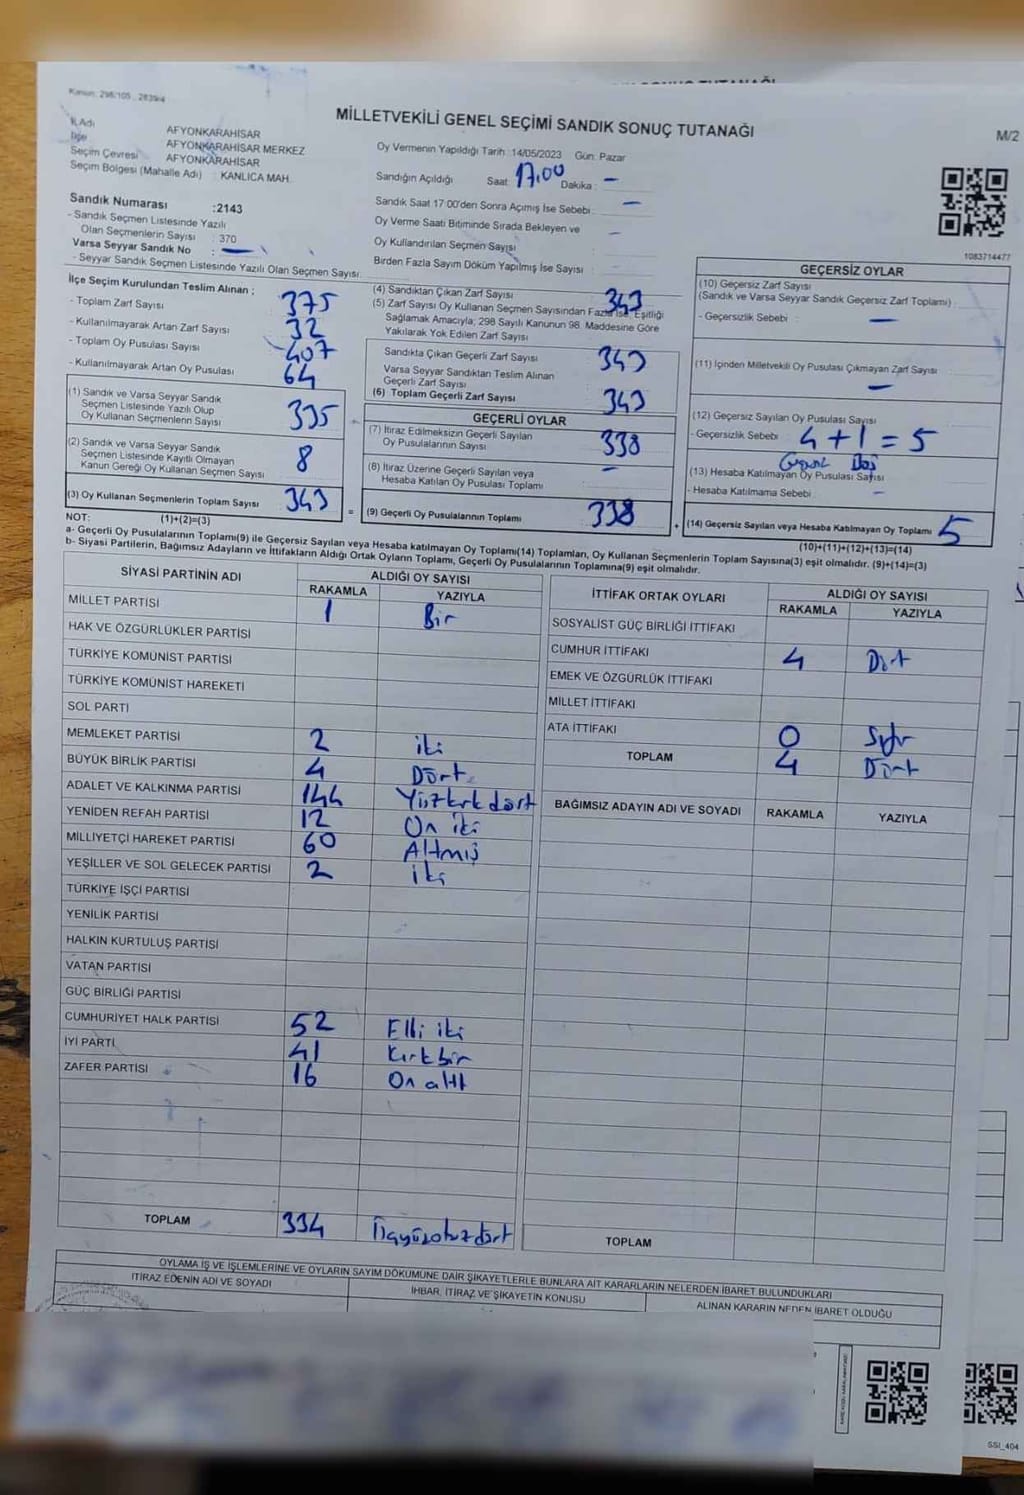 Kanun: 298/105, 2839/4
MİLLETVEKİLİ GENEL SEÇİMİ SANDIK SONUÇ TUTANAĞI
M/2
İl Adı AFYONKARAHİSAR
İlçe AFYONKARAHİSAR MERKEZ
Seçim Çevresi AFYONKARAHİSAR
Seçim Bölgesi (Mahalle Adı) : KANLICA MAH.
Oy Vermenin Yapıldığı Tarih :14/05/2023 Gün: Pazar
Sandığın Açıldığı Saat: 17.00 Dakika : -
Sandık Saat 17:00'den Sonra Açılmış İse Sebebi : -
Oy Verme Saati Bitiminde Sırada Bekleyen ve
Oy Kullandırılan Seçmen Sayısı : -
Birden Fazla Sayım Döküm Yapılmış İse Sayısı :
Sandık Numarası :2143
- Sandık Seçmen Listesinde Yazılı
Olan Seçmenlerin Sayısı : 370
Varsa Seyyar Sandık No : -
- Seyyar Sandık Seçmen Listesinde Yazılı Olan Seçmen Sayısı:
1083714477
İlçe Seçim Kurulundan Teslim Alınan ;
- Toplam Zarf Sayısı 375
- Kullanılmayarak Artan Zarf Sayısı 32
- Toplam Oy Pusulası Sayısı 407
- Kullanılmayarak Artan Oy Pusulası 64
(1) Sandık ve Varsa Seyyar Sandık
Seçmen Listesinde Yazılı Olup
Oy Kullanan Seçmenlerin Sayısı 335
(2) Sandık ve Varsa Seyyar Sandık
Seçmen Listesinde Kayıtlı Olmayan
Kanun Gereği Oy Kullanan Seçmen Sayısı 8
(3) Oy Kullanan Seçmenlerin Toplam Sayısı 343
(1)+(2)=(3)
(4) Sandıktan Çıkan Zarf Sayısı 343
(5) Zarf Sayısı Oy Kullanan Seçmen Sayısından Fazla ise, Eşitliği
Sağlamak Amacıyla; 298 Sayılı Kanunun 98. Maddesine Göre
Yakılarak Yok Edilen Zarf Sayısı
Sandıkta Çıkan Geçerli Zarf Sayısı 343
Varsa Seyyar Sandıktan Teslim Alınan
Geçerli Zarf Sayısı
(6) Toplam Geçerli Zarf Sayısı 343
GEÇERLİ OYLAR
(7) İtiraz Edilmeksizin Geçerli Sayılan
Oy Pusulalarının Sayısı 338
(8) İtiraz Üzerine Geçerli Sayılan veya
Hesaba Katılan Oy Pusulası Toplamı -
= (9) Geçerli Oy Pusulalarının Toplamı 338
GEÇERSİZ OYLAR
(10) Geçersiz Zarf Sayısı
(Sandık ve Varsa Seyyar Sandık Geçersiz Zarf Toplamı) :
- Geçersizlik Sebebi : -
(11) İçinden Milletvekili Oy Pusulası Çıkmayan Zarf Sayısı
-
(12) Geçersiz Sayılan Oy Pusulası Sayısı
- Geçersizlik Sebebi 4+1=5
(13) Hesaba Katılmayan Oy Pusulası Sayısı
- Hesaba Katılmama Sebebi -
+ (14) Geçersiz Sayılan veya Hesaba Katılmayan Oy Toplamı 5
(10)+(11)+(12)+(13)=(14)
NOT:
a- Geçerli Oy Pusulalarının Toplamı(9) ile Geçersiz Sayılan veya Hesaba katılmayan Oy Toplamı(14) Toplamları, Oy Kullanan Seçmenlerin Toplam Sayısına(3) eşit olmalıdır. (9)+(14)=(3)
b- Siyasi Partilerin, Bağımsız Adayların ve İttifakların Aldığı Ortak Oyların Toplamı, Geçerli Oy Pusulalarının Toplamına(9) eşit olmalıdır.
SİYASİ PARTİNİN ADI ALDIĞI OY SAYISI
RAKAMLA YAZIYLA
MİLLET PARTİSİ 1 Bir
HAK VE ÖZGÜRLÜKLER PARTİSİ
TÜRKİYE KOMÜNİST PARTİSİ
TÜRKİYE KOMÜNİST HAREKETİ
SOL PARTİ
MEMLEKET PARTİSİ 2 iki
BÜYÜK BİRLİK PARTİSİ 4 Dört
ADALET VE KALKINMA PARTİSİ 144 Yüzkırkdört
YENİDEN REFAH PARTİSİ 12 On iki
MİLLİYETÇİ HAREKET PARTİSİ 60 Altmış
YEŞİLLER VE SOL GELECEK PARTİSİ 2 iki
TÜRKİYE İŞÇİ PARTİSİ
YENİLİK PARTİSİ
HALKIN KURTULUŞ PARTİSİ
VATAN PARTİSİ
GÜÇ BİRLİĞİ PARTİSİ
CUMHURİYET HALK PARTİSİ 52 Elli iki
İYİ PARTİ 41 Kırkbir
ZAFER PARTİSİ 16 On altı
TOPLAM 334 Üçyüzotuzdört
İTTİFAK ORTAK OYLARI ALDIĞI OY SAYISI
RAKAMLA YAZIYLA
SOSYALİST GÜÇ BİRLİĞİ İTTİFAKI
CUMHUR İTTİFAKI 4 Dört
EMEK VE ÖZGÜRLÜK İTTİFAKI
MİLLET İTTİFAKI
ATA İTTİFAKI 0 Sıfır
TOPLAM 4 Dört
BAĞIMSIZ ADAYIN ADI VE SOYADI RAKAMLA YAZIYLA
TOPLAM
OYLAMA İŞ VE İŞLEMLERİNE VE OYLARIN SAYIM DÖKÜMÜNE DAİR ŞİKAYETLERLE BUNLARA AİT KARARLARIN NELERDEN İBARET BULUNDUKLARI
İTİRAZ EDENİN ADI VE SOYADI İHBAR, İTİRAZ VE ŞİKAYETİN KONUSU ALINAN KARARIN NEDEN İBARET OLDUĞU
SSİ_404